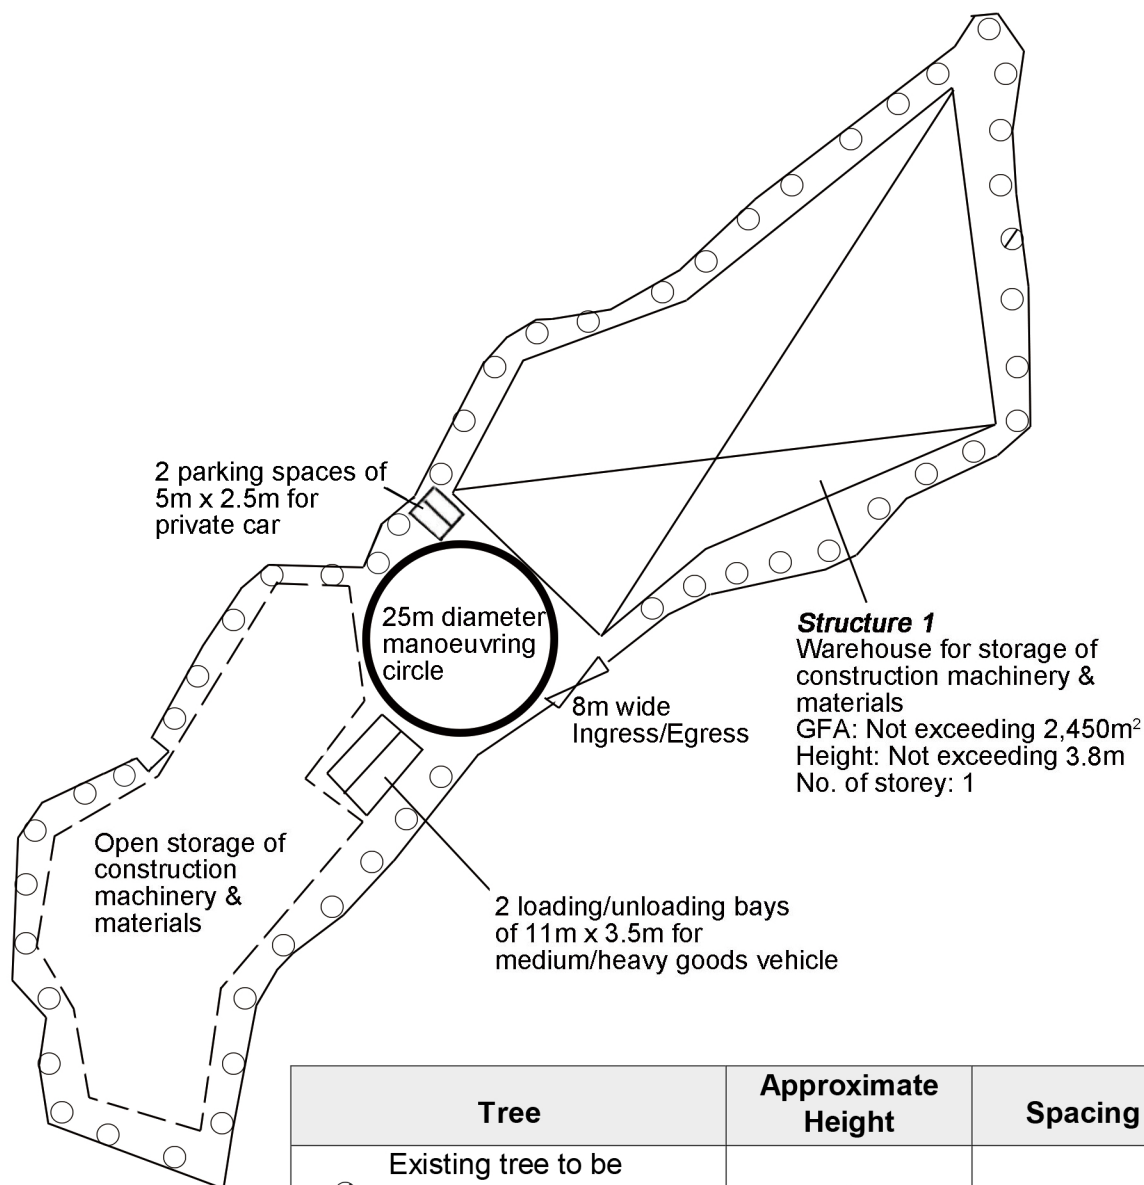 2 parking spaces of
5m x 2.5m for
private car
25m diameter
manoeuvring
circle
8m wide
Ingress/Egress
Structure 1
Warehouse for storage of
construction machinery &
materials
GFA: Not exceeding 2,450m²
Height: Not exceeding 3.8m
No. of storey: 1
Open storage of
construction
machinery &
materials
2 loading/unloading bays
of 11m x 3.5m for
medium/heavy goods vehicle
Tree
Approximate
Height
Spacing
Existing tree to be